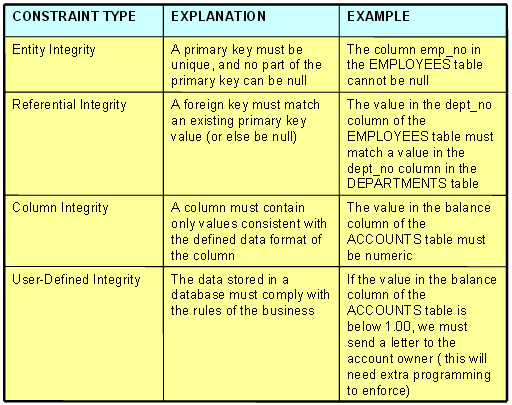 CONSTRAINT TYPE EXPLANATION EXAMPLE
Entity Integrity
A primary key must be
unique, and no part of the
primary key can be null
The column emp_no in
the EMPLOYEES table
cannot be null
Referential Integrity
A foreign key must match
an existing primary key
value (or else be null)
The value in the dept_no
column of the
EMPLOYEES table must
match a value in the
dept_no column in the
DEPARTMENTS table
Column Integrity
A column must contain
only values consistent with
the defined data format of
the column
The value in the balance
column of the
ACCOUNTS table must
be numeric
User-Defined Integrity
The data stored in a
database must comply with
the rules of the business
If the value in the balance
column of the
ACCOUNTS table is
below 1.00, we must
send a letter to the
account owner ( this will
need extra programming
to enforce)